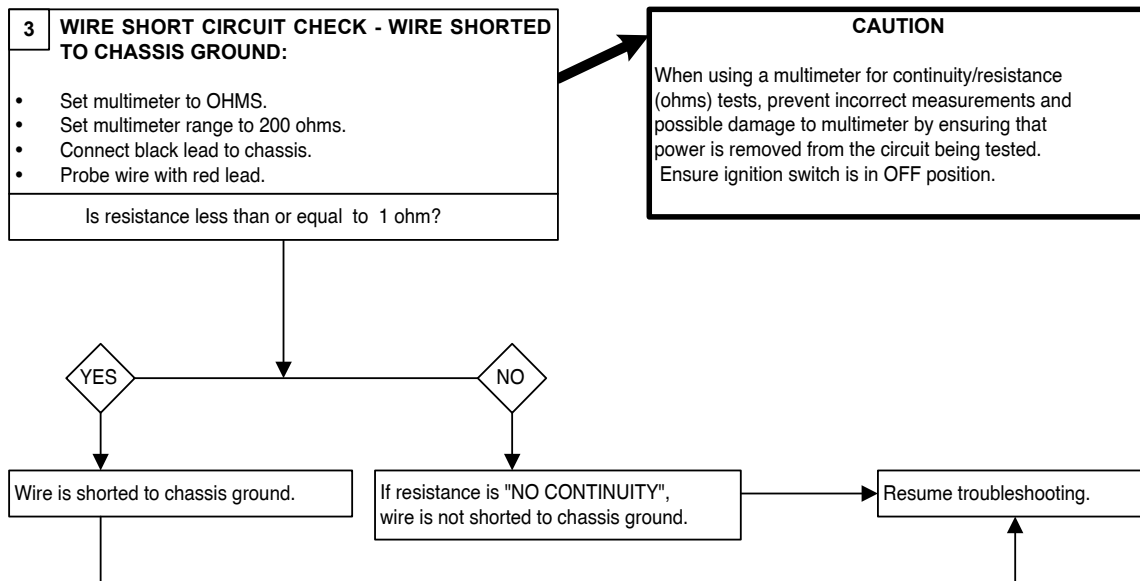 3 WIRE SHORT CIRCUIT CHECK - WIRE SHORTED
TO CHASSIS GROUND:
• Set multimeter to OHMS.
• Set multimeter range to 200 ohms.
• Connect black lead to chassis.
• Probe wire with red lead.
Is resistance less than or equal to 1 ohm?
CAUTION
When using a multimeter for continuity/resistance
(ohms) tests, prevent incorrect measurements and
possible damage to multimeter by ensuring that
power is removed from the circuit being tested.
Ensure ignition switch is in OFF position.
YES
NO
Wire is shorted to chassis ground.
If resistance is "NO CONTINUITY",
wire is not shorted to chassis ground.
Resume troubleshooting.